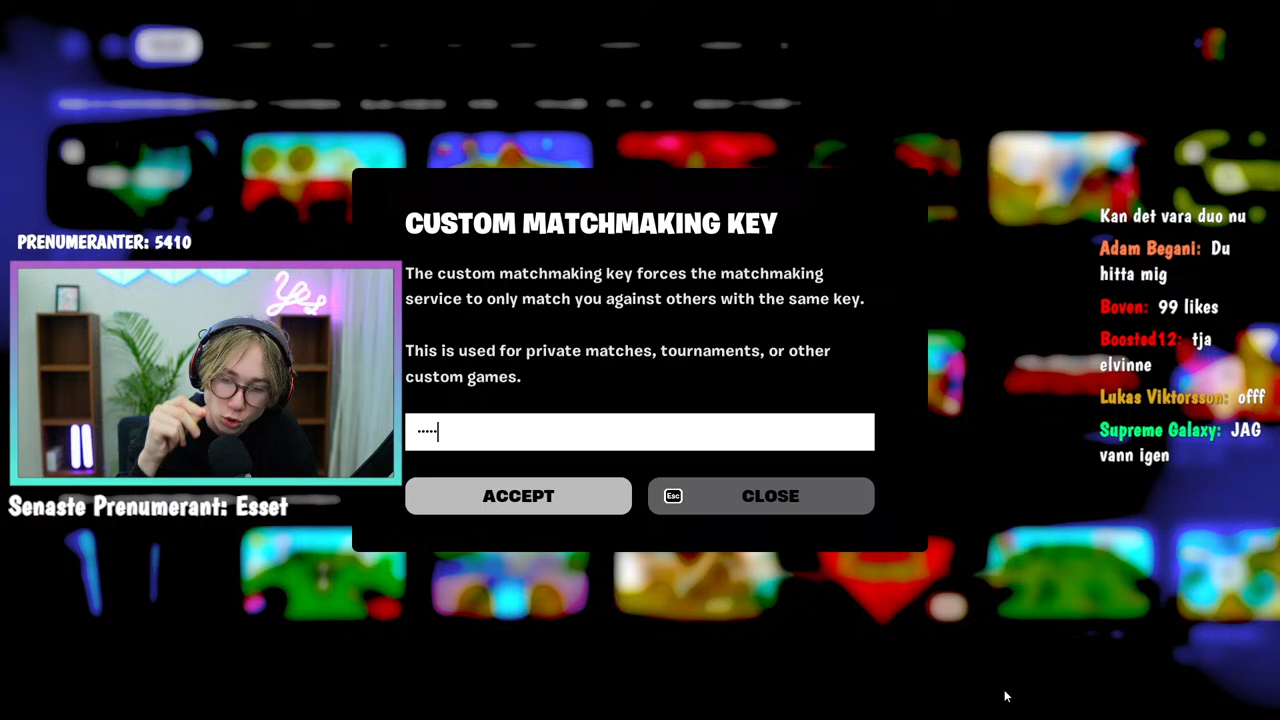 CUSTOM MATCHMAKING KEY
The custom matchmaking key forces the matchmaking
service to only match you against others with the same key.
This is used for private matches, tournaments, or other
custom games.
•••••
ACCEPT
Esc CLOSE
PRENUMERANTER: 5410
yes
Senaste Prenumerant: Esset
Kan det vara duo nu
Adam Begani: Du
hitta mig
Boven: 99 likes
Boosted12: tja
elvinne
Lukas Viktorsson: offf
Supreme Galaxy: JAG
vann igen